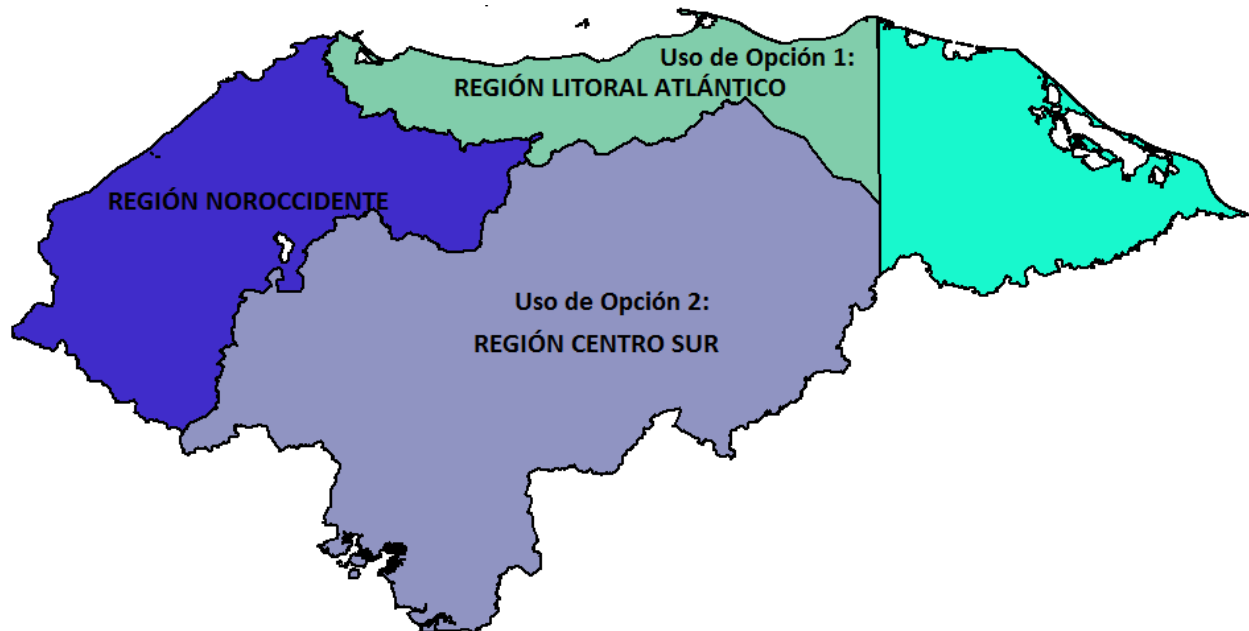 Uso de Opción 1:
REGIÓN LITORAL ATLÁNTICO
REGIÓN NOROCCIDENTE
Uso de Opción 2:
REGIÓN CENTRO SUR